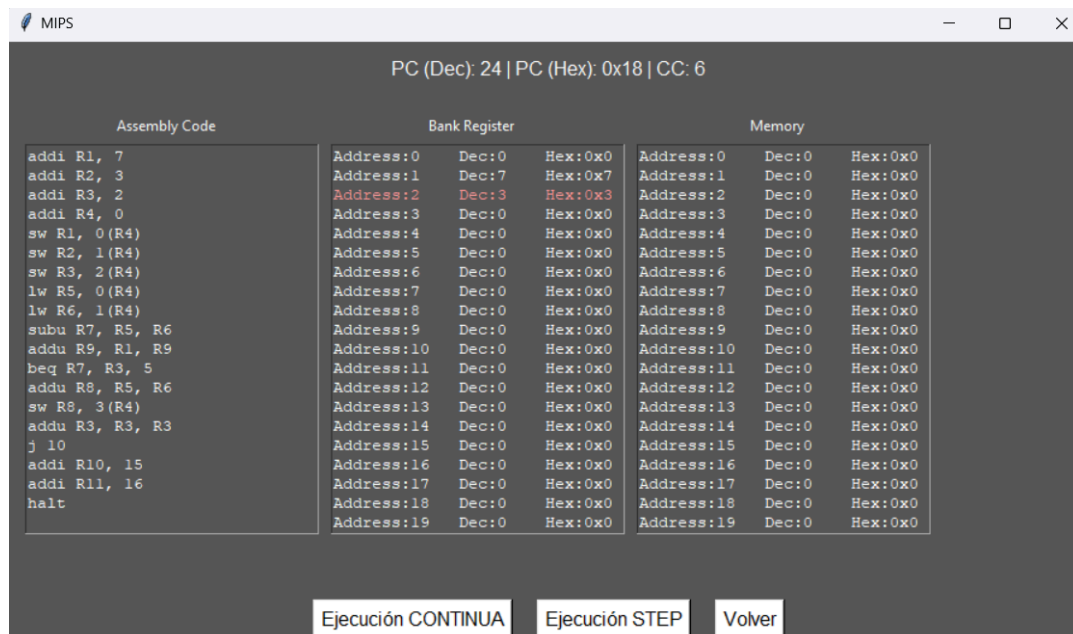 MIPS
PC (Dec): 24 | PC (Hex): 0x18 | CC: 6
Assembly Code
addi R1, 7
addi R2, 3
addi R3, 2
addi R4, 0
sw R1, 0(R4)
sw R2, 1(R4)
sw R3, 2(R4)
lw R5, 0(R4)
lw R6, 1(R4)
subu R7, R5, R6
addu R9, R1, R9
beq R7, R3, 5
addu R8, R5, R6
sw R8, 3(R4)
addu R3, R3, R3
j 10
addi R10, 15
addi R11, 16
halt
Bank Register
Address:0 Dec:0 Hex:0x0
Address:1 Dec:7 Hex:0x7
Address:2 Dec:3 Hex:0x3
Address:3 Dec:0 Hex:0x0
Address:4 Dec:0 Hex:0x0
Address:5 Dec:0 Hex:0x0
Address:6 Dec:0 Hex:0x0
Address:7 Dec:0 Hex:0x0
Address:8 Dec:0 Hex:0x0
Address:9 Dec:0 Hex:0x0
Address:10 Dec:0 Hex:0x0
Address:11 Dec:0 Hex:0x0
Address:12 Dec:0 Hex:0x0
Address:13 Dec:0 Hex:0x0
Address:14 Dec:0 Hex:0x0
Address:15 Dec:0 Hex:0x0
Address:16 Dec:0 Hex:0x0
Address:17 Dec:0 Hex:0x0
Address:18 Dec:0 Hex:0x0
Address:19 Dec:0 Hex:0x0
Memory
Address:0 Dec:0 Hex:0x0
Address:1 Dec:0 Hex:0x0
Address:2 Dec:0 Hex:0x0
Address:3 Dec:0 Hex:0x0
Address:4 Dec:0 Hex:0x0
Address:5 Dec:0 Hex:0x0
Address:6 Dec:0 Hex:0x0
Address:7 Dec:0 Hex:0x0
Address:8 Dec:0 Hex:0x0
Address:9 Dec:0 Hex:0x0
Address:10 Dec:0 Hex:0x0
Address:11 Dec:0 Hex:0x0
Address:12 Dec:0 Hex:0x0
Address:13 Dec:0 Hex:0x0
Address:14 Dec:0 Hex:0x0
Address:15 Dec:0 Hex:0x0
Address:16 Dec:0 Hex:0x0
Address:17 Dec:0 Hex:0x0
Address:18 Dec:0 Hex:0x0
Address:19 Dec:0 Hex:0x0
Ejecución CONTINUA
Ejecución STEP
Volver